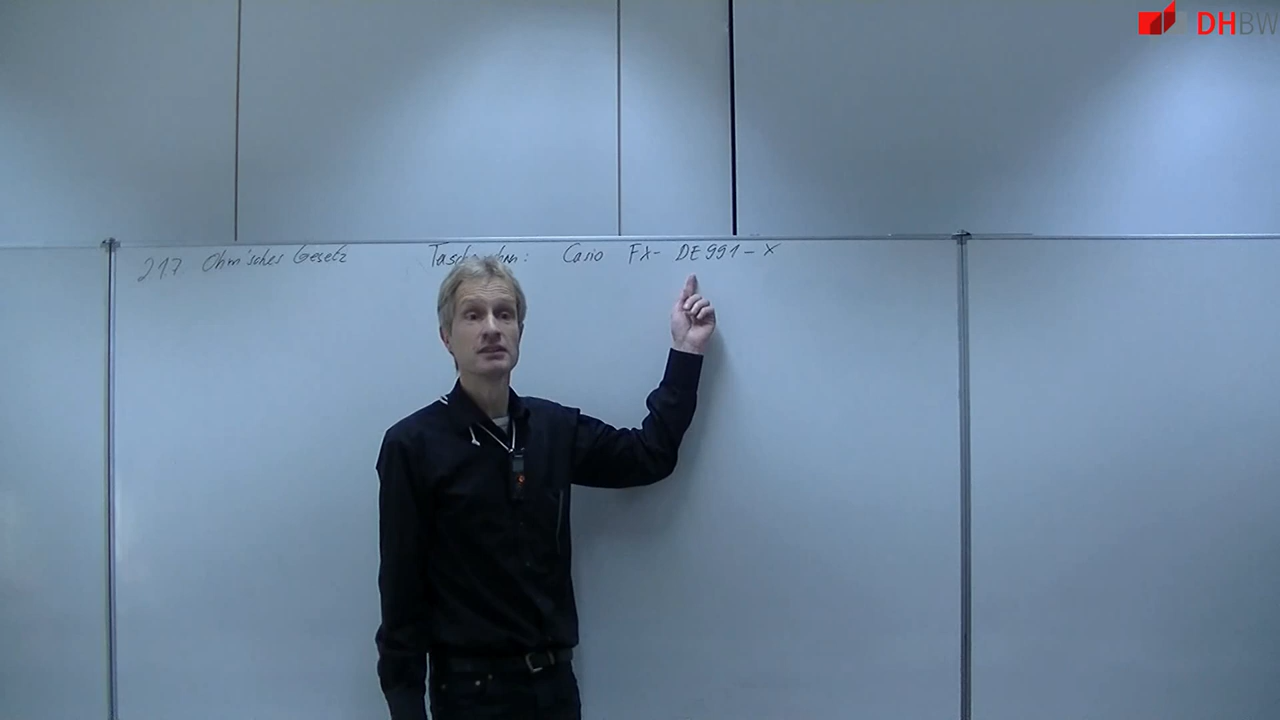 DHBW
217 Ohm'sches Gesetz
Casio Fx- DE991-X